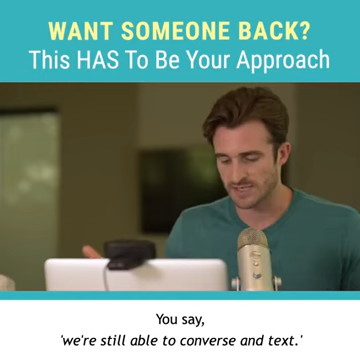 WANT SOMEONE BACK?
This HAS To Be Your Approach
You say,
'we're still able to converse and text.'